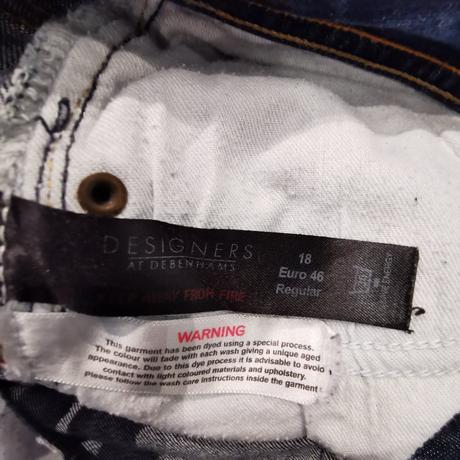 DESIGNERS
AT DEBENHAMS
KEEP AWAY FROM FIRE
18
Euro 46
Regular
WARNING
This garment has been dyed using a special process.
The colour will fade with each wash giving a unique aged
appearance. Due to this dye process it is advisable to avoid
contact with light coloured materials and upholstery.
Please follow the wash care instructions inside the garment